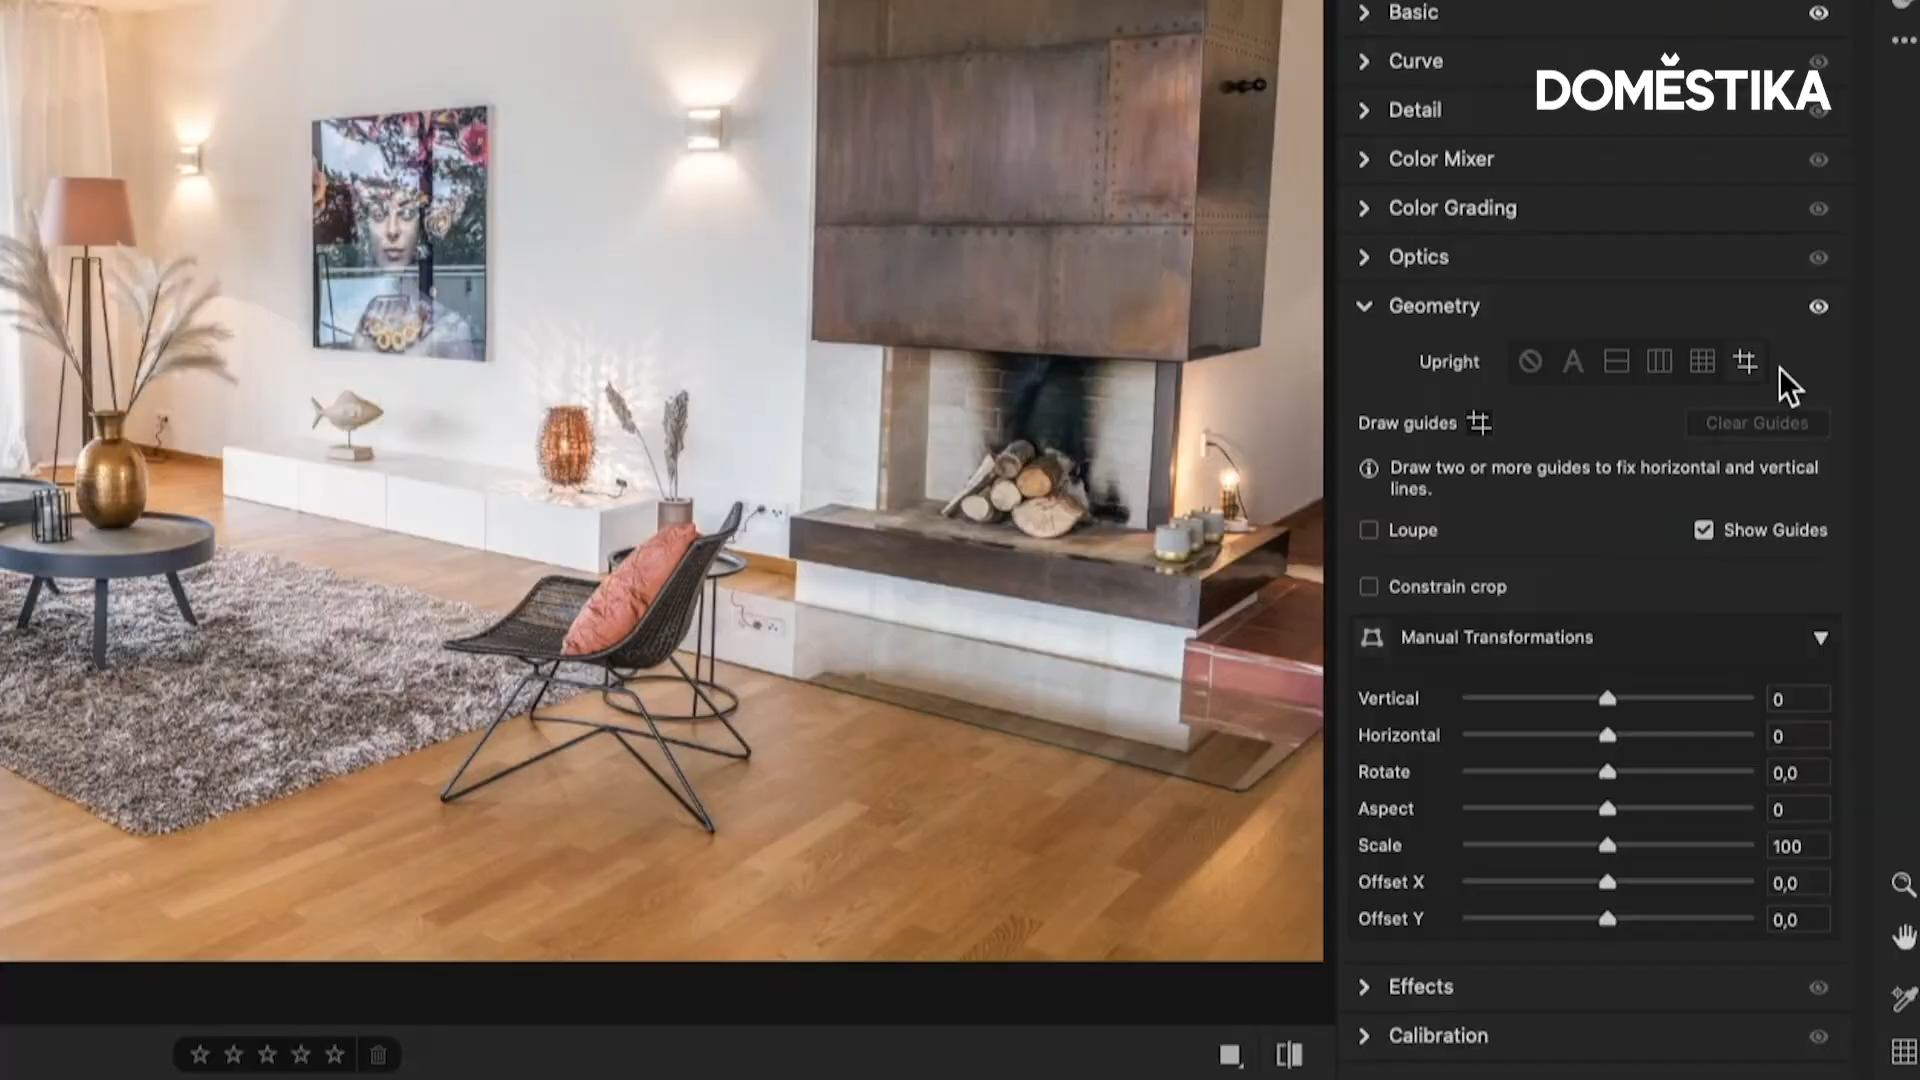 Basic
Curve
DOMESTIKA
Detail
Color Mixer
Color Grading
Optics
Geometry
Upright
Draw guides
Clear Guides
Draw two or more guides to fix horizontal and vertical
lines.
Loupe
Show Guides
Constrain crop
Manual Transformations
Vertical 0
Horizontal 0
Rotate 0,0
Aspect 0
Scale 100
Offset X 0,0
Offset Y 0,0
Effects
Calibration